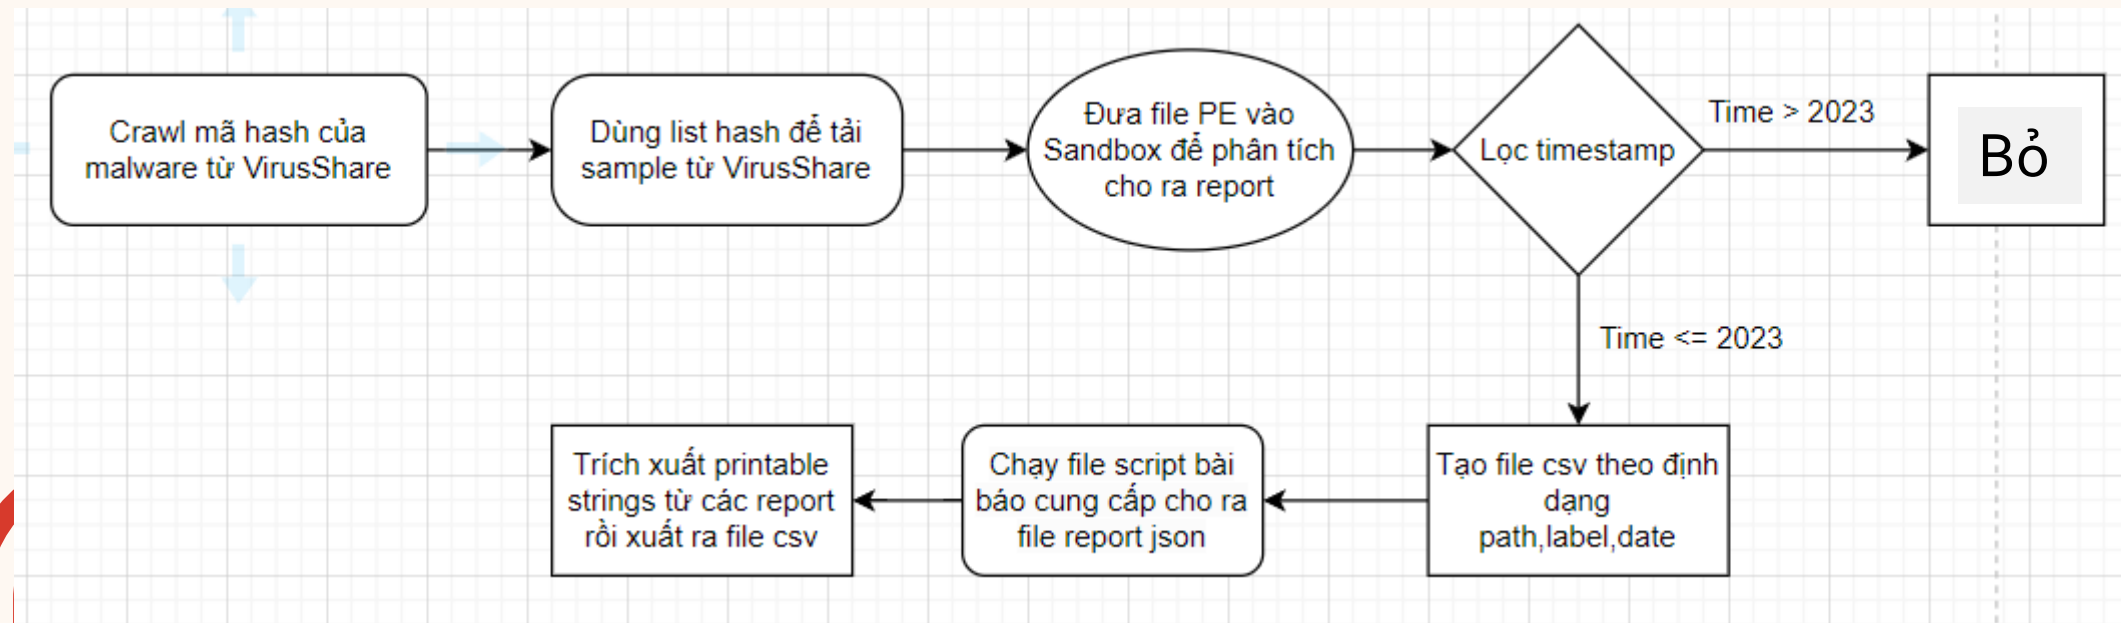 Crawl mã hash của
malware từ VirusShare
Dùng list hash để tải
sample từ VirusShare
Đưa file PE vào
Sandbox để phân tích
cho ra report
Lọc timestamp
Time > 2023
Bỏ
Time <= 2023
Tạo file csv theo định
dạng
path,label,date
Chạy file script bài
báo cung cấp cho ra
file report json
Trích xuất printable
strings từ các report
rồi xuất ra file csv